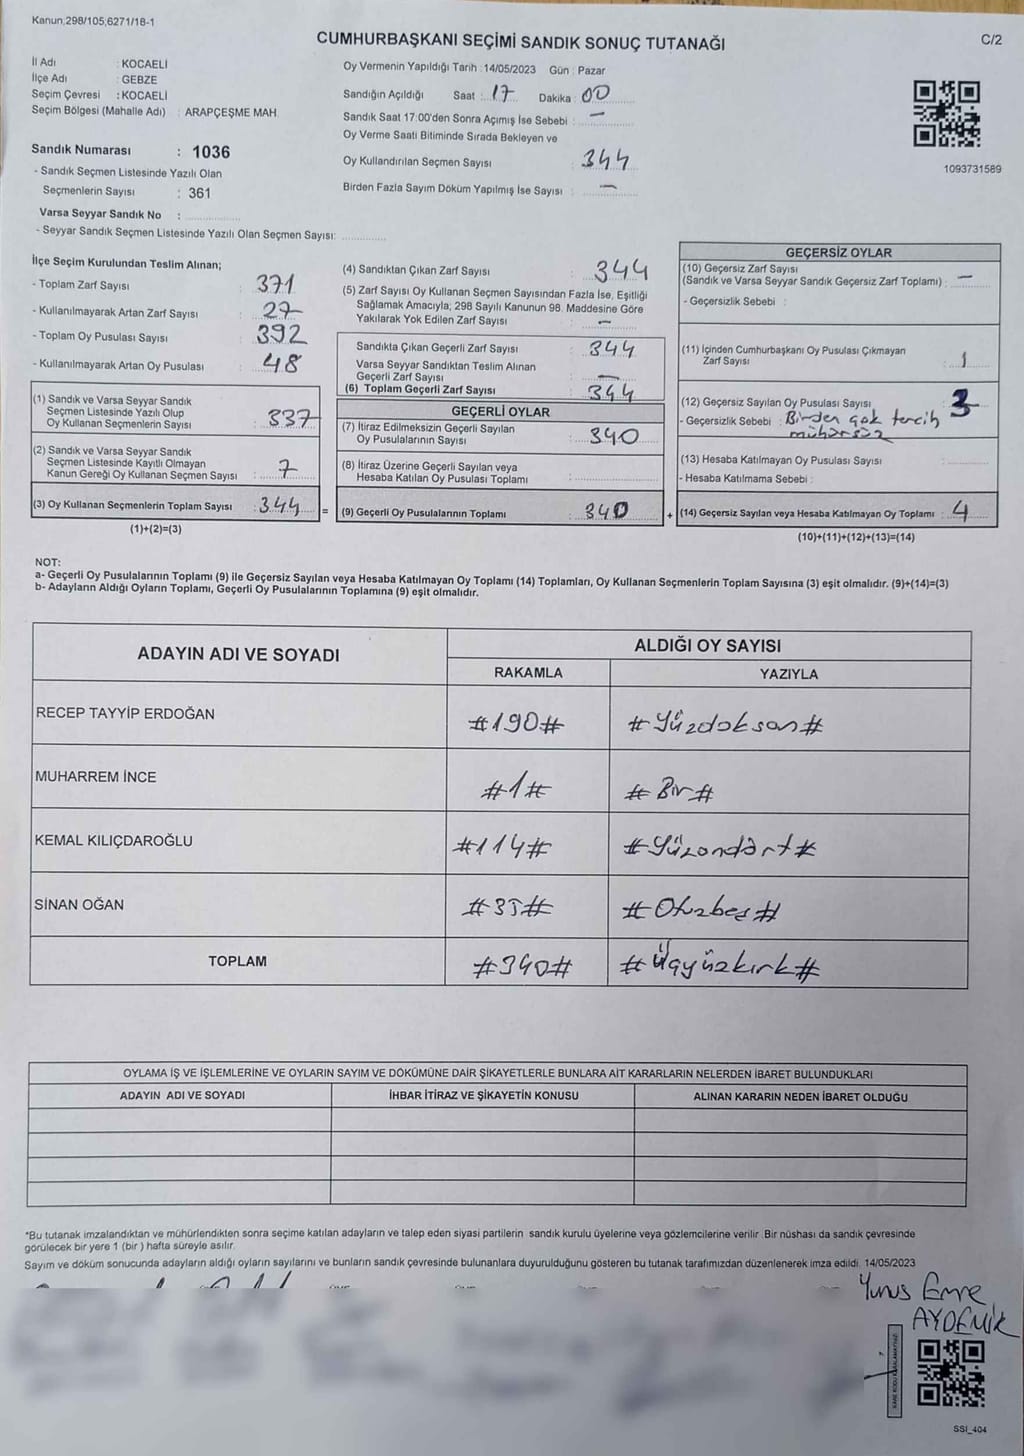 Kanun,298/105,6271/18-1
CUMHURBAŞKANI SEÇİMİ SANDIK SONUÇ TUTANAĞI
C/2
İl Adı : KOCAELİ
İlçe Adı : GEBZE
Seçim Çevresi : KOCAELİ
Seçim Bölgesi (Mahalle Adı) : ARAPÇEŞME MAH.
Sandık Numarası : 1036
- Sandık Seçmen Listesinde Yazılı Olan
Seçmenlerin Sayısı : 361
Varsa Seyyar Sandık No :
- Seyyar Sandık Seçmen Listesinde Yazılı Olan Seçmen Sayısı:
Oy Vermenin Yapıldığı Tarih :14/05/2023 Gün : Pazar
Sandığın Açıldığı Saat : 17 Dakika : 00
Sandık Saat 17:00'den Sonra Açımış İse Sebebi : —
Oy Verme Saati Bitiminde Sırada Bekleyen ve
Oy Kullandırılan Seçmen Sayısı : 344
Birden Fazla Sayım Döküm Yapılmış İse Sayısı : —
1093731589
İlçe Seçim Kurulundan Teslim Alınan;
- Toplam Zarf Sayısı : 371
- Kullanılmayarak Artan Zarf Sayısı : 27
- Toplam Oy Pusulası Sayısı : 392
- Kullanılmayarak Artan Oy Pusulası : 48
(1) Sandık ve Varsa Seyyar Sandık
Seçmen Listesinde Yazılı Olup
Oy Kullanan Seçmenlerin Sayısı : 337
(2) Sandık ve Varsa Seyyar Sandık
Seçmen Listesinde Kayıtlı Olmayan
Kanun Gereği Oy Kullanan Seçmen Sayısı : 7
(3) Oy Kullanan Seçmenlerin Toplam Sayısı : 344 =
(1)+(2)=(3)
(4) Sandıktan Çıkan Zarf Sayısı : 344
(5) Zarf Sayısı Oy Kullanan Seçmen Sayısından Fazla İse, Eşitliği
Sağlamak Amacıyla; 298 Sayılı Kanunun 98. Maddesine Göre
Yakılarak Yok Edilen Zarf Sayısı : —
Sandıkta Çıkan Geçerli Zarf Sayısı : 344
Varsa Seyyar Sandıktan Teslim Alınan
Geçerli Zarf Sayısı : —
(6) Toplam Geçerli Zarf Sayısı : 344
GEÇERLİ OYLAR
(7) İtiraz Edilmeksizin Geçerli Sayılan
Oy Pusulalarının Sayısı : 340
(8) İtiraz Üzerine Geçerli Sayılan veya
Hesaba Katılan Oy Pusulası Toplamı :
(9) Geçerli Oy Pusulalarının Toplamı : 340 +
GEÇERSİZ OYLAR
(10) Geçersiz Zarf Sayısı
(Sandık ve Varsa Seyyar Sandık Geçersiz Zarf Toplamı) : —
- Geçersizlik Sebebi :
(11) İçinden Cumhurbaşkanı Oy Pusulası Çıkmayan
Zarf Sayısı : 1
(12) Geçersiz Sayılan Oy Pusulası Sayısı : 3
- Geçersizlik Sebebi : Birden çok tercih
mühürsüz
(13) Hesaba Katılmayan Oy Pusulası Sayısı :
- Hesaba Katılmama Sebebi :
(14) Geçersiz Sayılan veya Hesaba Katılmayan Oy Toplamı : 4
(10)+(11)+(12)+(13)=(14)
NOT:
a- Geçerli Oy Pusulalarının Toplamı (9) ile Geçersiz Sayılan veya Hesaba Katılmayan Oy Toplamı (14) Toplamları, Oy Kullanan Seçmenlerin Toplam Sayısına (3) eşit olmalıdır. (9)+(14)=(3)
b- Adayların Aldığı Oyların Toplamı, Geçerli Oy Pusulalarının Toplamına (9) eşit olmalıdır.
ADAYIN ADI VE SOYADI
ALDIĞI OY SAYISI
RAKAMLA YAZIYLA
RECEP TAYYİP ERDOĞAN #190# #Yüzdoksan#
MUHARREM İNCE #1# #Bir#
KEMAL KILIÇDAROĞLU #114# #Yüzondört#
SİNAN OĞAN #35# #Otuzbeş#
TOPLAM #340# #Üçyüzkırk#
OYLAMA İŞ VE İŞLEMLERİNE VE OYLARIN SAYIM VE DÖKÜMÜNE DAİR ŞİKAYETLERLE BUNLARA AİT KARARLARIN NELERDEN İBARET BULUNDUKLARI
ADAYIN ADI VE SOYADI İHBAR İTİRAZ VE ŞİKAYETİN KONUSU ALINAN KARARIN NEDEN İBARET OLDUĞU
*Bu tutanak imzalandıktan ve mühürlendikten sonra seçime katılan adayların ve talep eden siyasi partilerin sandık kurulu üyelerine veya gözlemcilerine verilir. Bir nüshası da sandık çevresinde
görülecek bir yere 1 (bir ) hafta süreyle asılır.
Sayım ve döküm sonucunda adayların aldığı oyların sayılarını ve bunların sandık çevresinde bulunanlara duyurulduğunu gösteren bu tutanak tarafımızdan düzenlenerek imza edildi. 14/05/2023
Yunus Emre
AYDEMİR
SSİ_404